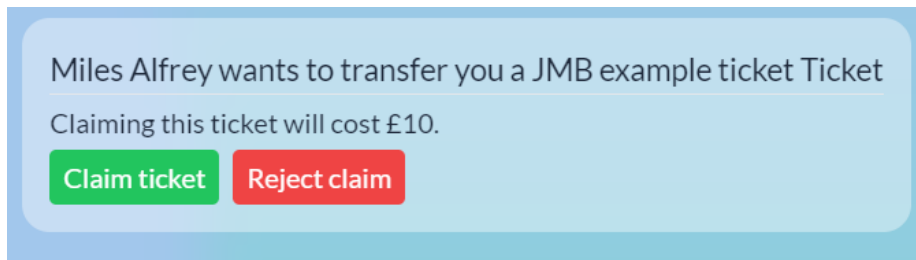 Miles Alfrey wants to transfer you a JMB example ticket Ticket
Claiming this ticket will cost £10.
Claim ticket Reject claim